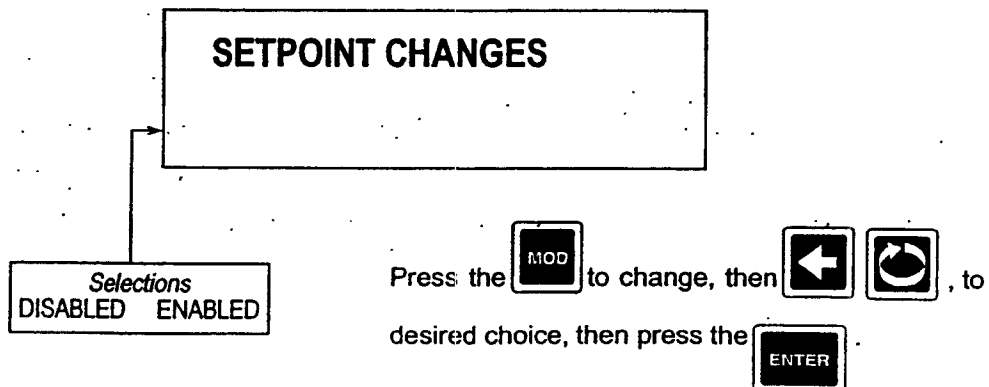 SETPOINT CHANGES
Selections
DISABLED ENABLED
Press the MOD to change, then , to
desired choice, then press the ENTER .